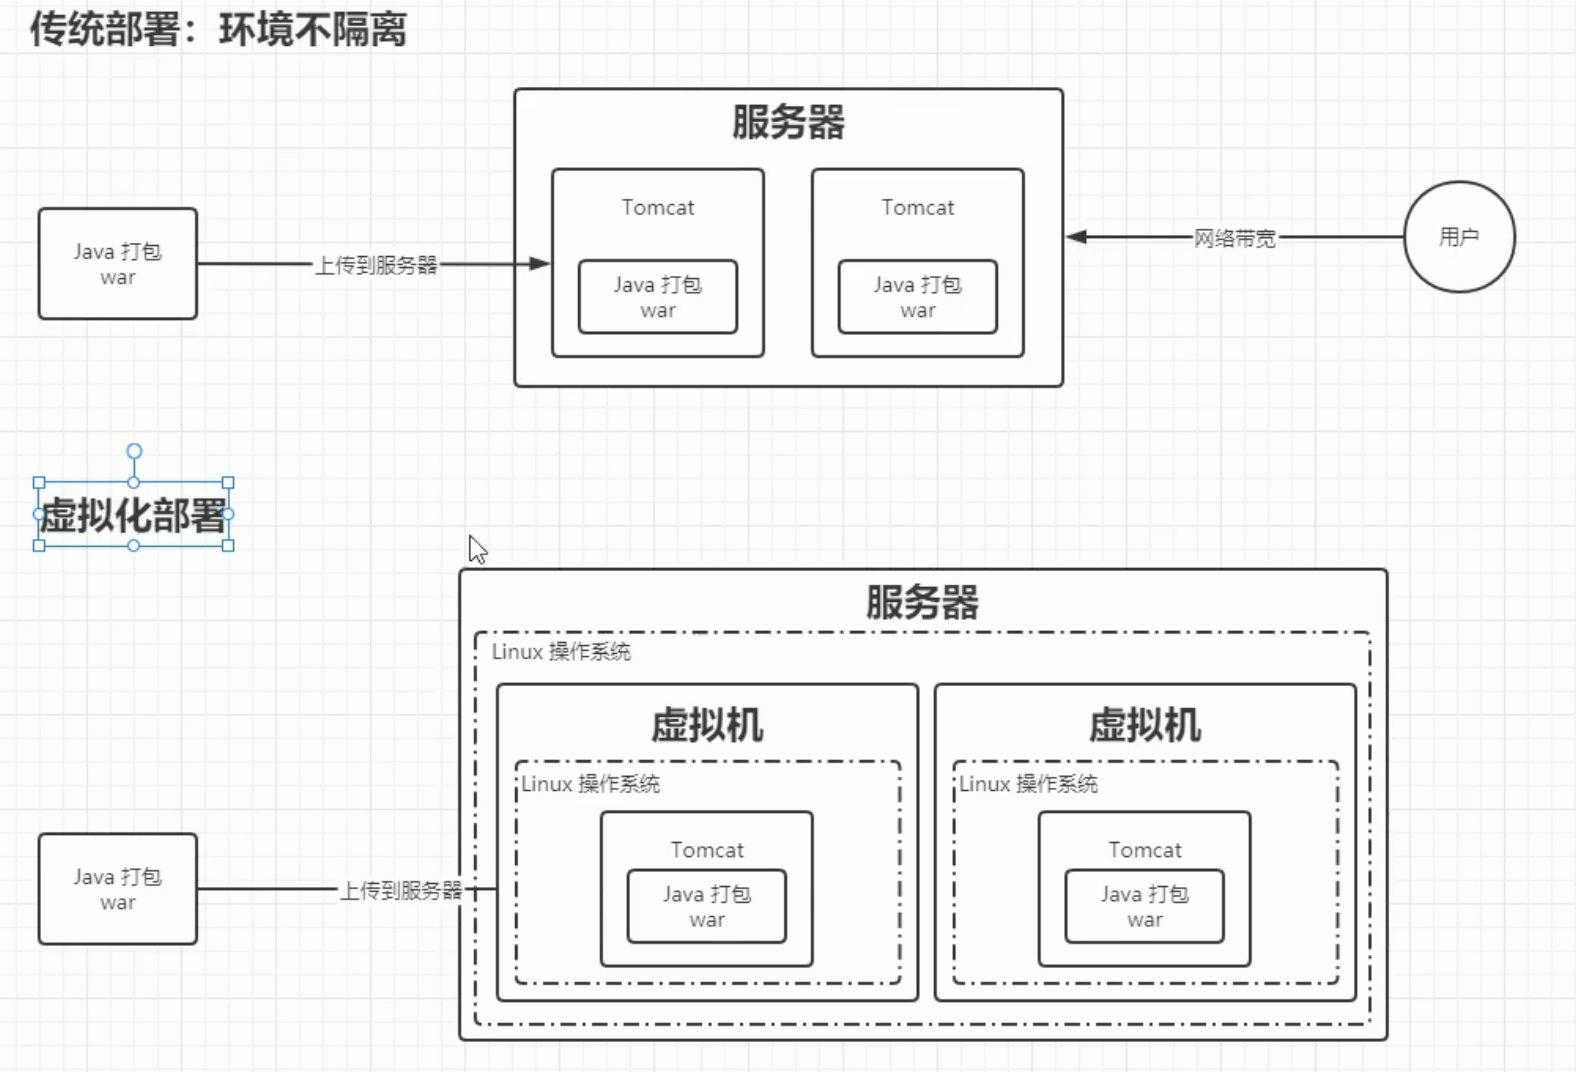 传统部署：环境不隔离
服务器
Tomcat
Tomcat
Java 打包
war
上传到服务器
Java 打包
war
Java 打包
war
网络带宽
用户
虚拟化部署
服务器
Linux 操作系统
虚拟机
虚拟机
Linux 操作系统
Linux 操作系统
Tomcat
Tomcat
Java 打包
war
上传到服务器
Java 打包
war
Java 打包
war